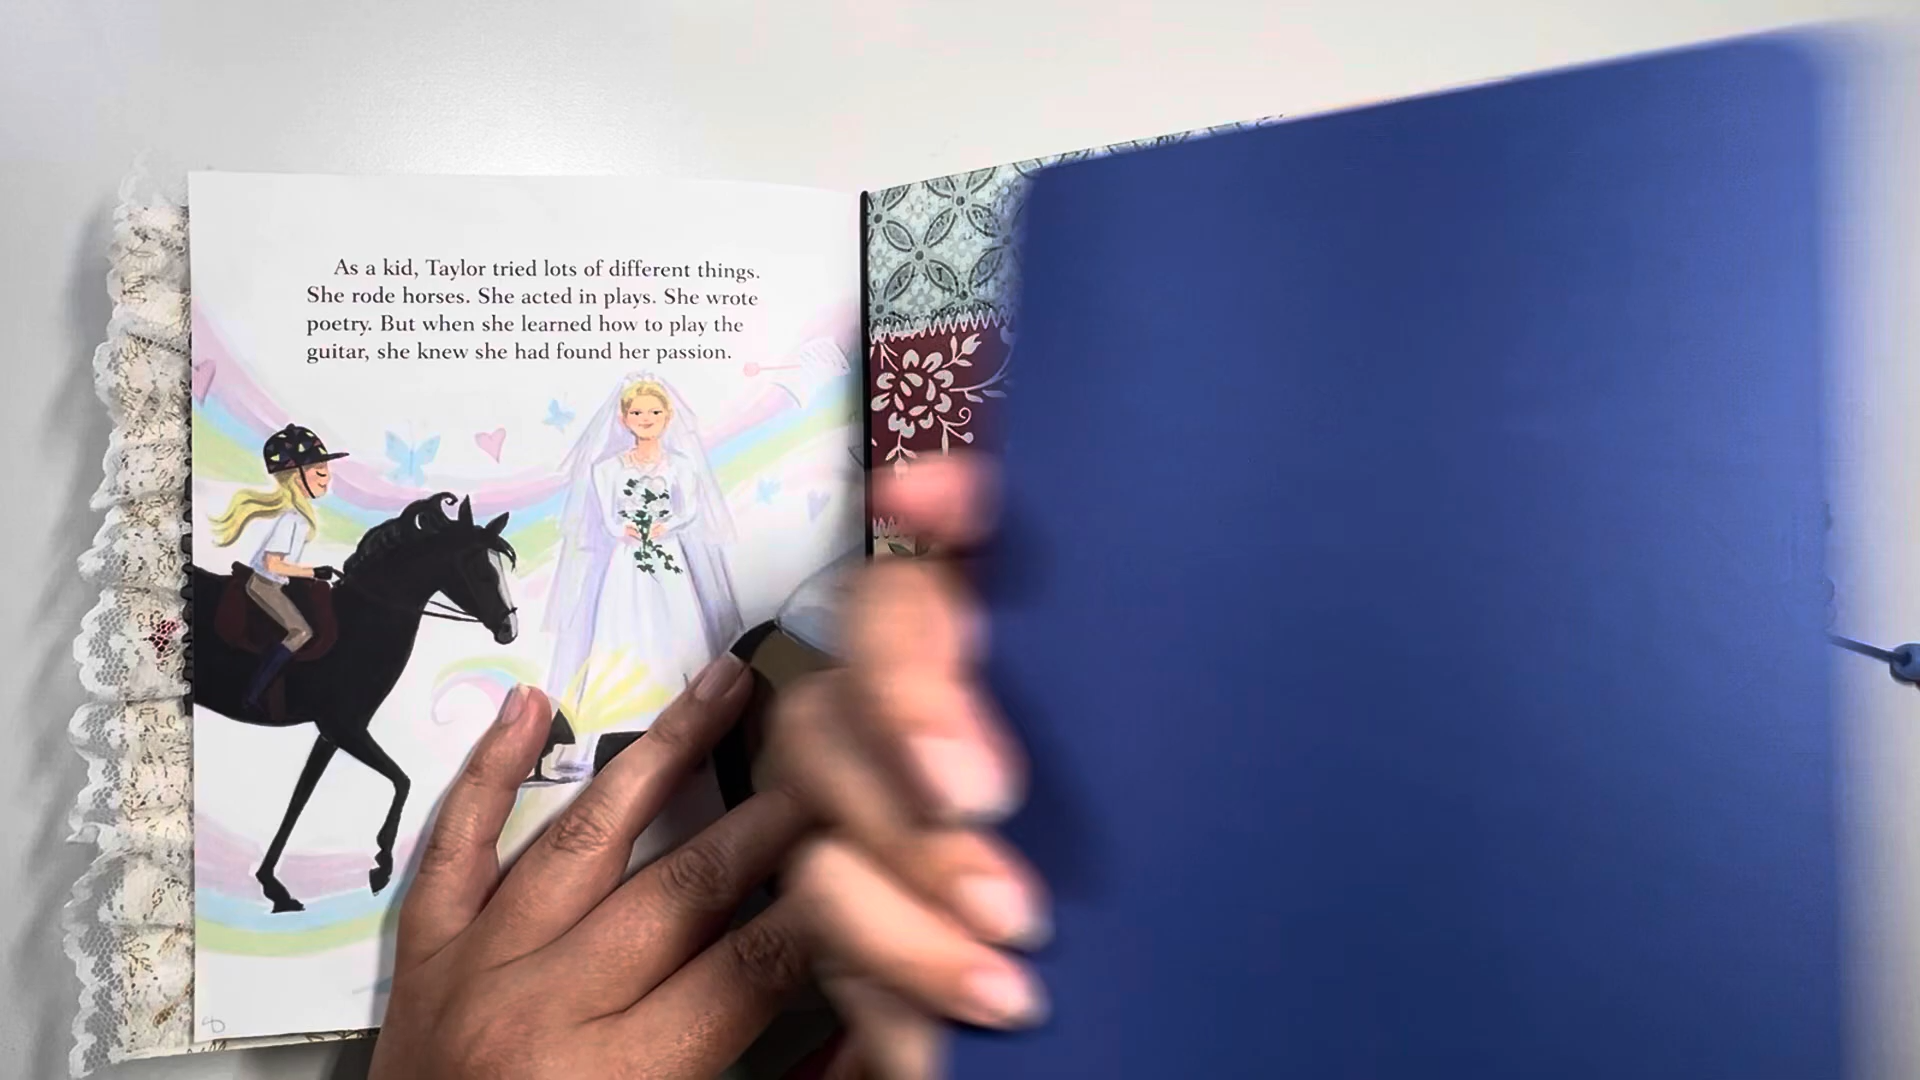 As a kid, Taylor tried lots of different things.
She rode horses. She acted in plays. She wrote
poetry. But when she learned how to play the
guitar, she knew she had found her passion.